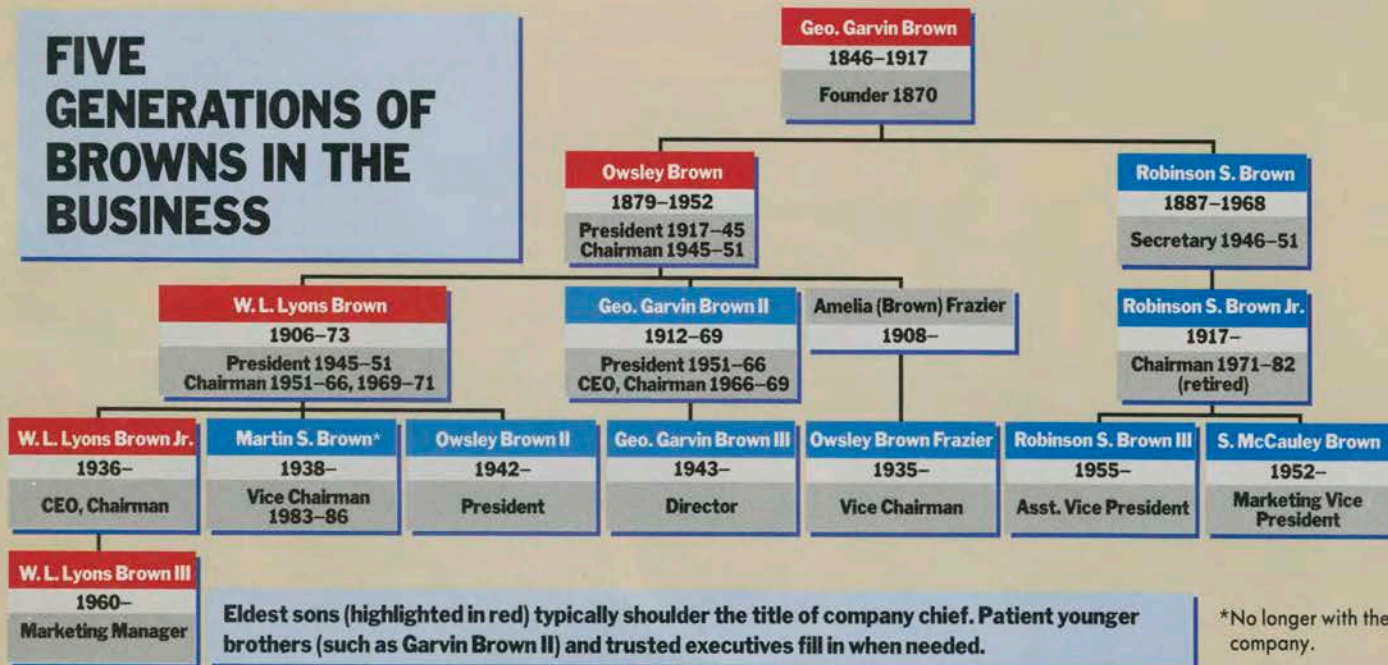 FIVE
GENERATIONS OF
BROWNS IN THE
BUSINESS
Geo. Garvin Brown
1846–1917
Founder 1870
Owsley Brown
1879–1952
President 1917–45
Chairman 1945–51
Robinson S. Brown
1887–1968
Secretary 1946–51
W. L. Lyons Brown
1906–73
President 1945–51
Chairman 1951–66, 1969–71
Geo. Garvin Brown II
1912–69
President 1951–66
CEO, Chairman 1966–69
Amelia (Brown) Frazier
1908–
Robinson S. Brown Jr.
1917–
Chairman 1971–82
(retired)
W. L. Lyons Brown Jr.
1936–
CEO, Chairman
Martin S. Brown*
1938–
Vice Chairman
1983–86
Owsley Brown II
1942–
President
Geo. Garvin Brown III
1943–
Director
Owsley Brown Frazier
1935–
Vice Chairman
Robinson S. Brown III
1955–
Asst. Vice President
S. McCauley Brown
1952–
Marketing Vice
President
W. L. Lyons Brown III
1960–
Marketing Manager
Eldest sons (highlighted in red) typically shoulder the title of company chief. Patient younger
brothers (such as Garvin Brown II) and trusted executives fill in when needed.
*No longer with the
company.